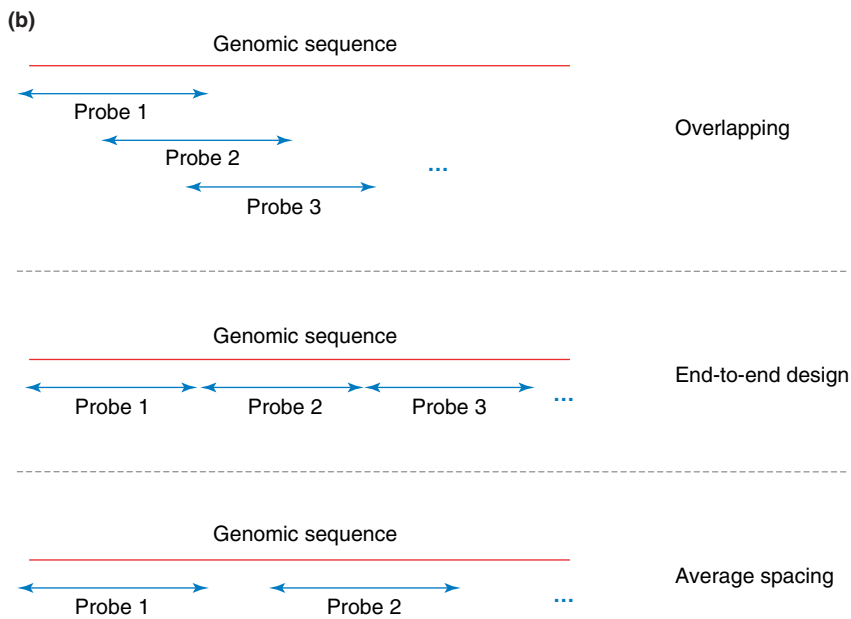 (b)
Genomic sequence
Probe 1
Overlapping
Probe 2
...
Probe 3
Genomic sequence
End-to-end design
Probe 1
Probe 2
Probe 3
...
Genomic sequence
Average spacing
Probe 1
Probe 2
...